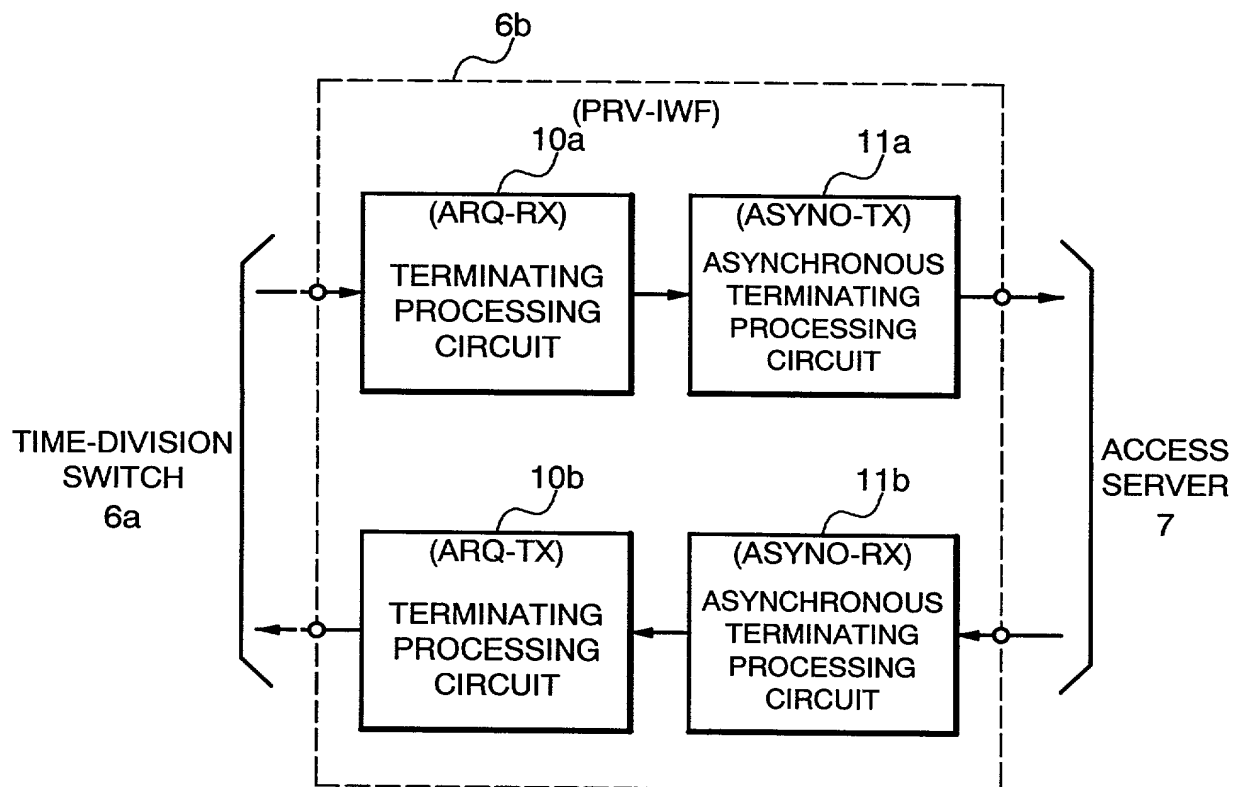 6b
(PRV-IWF)
10a
11a
(ARQ-RX)
TERMINATING
PROCESSING
CIRCUIT
(ASYNO-TX)
ASYNCHRONOUS
TERMINATING
PROCESSING
CIRCUIT
TIME-DIVISION
SWITCH
6a
ACCESS
SERVER
7
10b
11b
(ARQ-TX)
TERMINATING
PROCESSING
CIRCUIT
(ASYNO-RX)
ASYNCHRONOUS
TERMINATING
PROCESSING
CIRCUIT